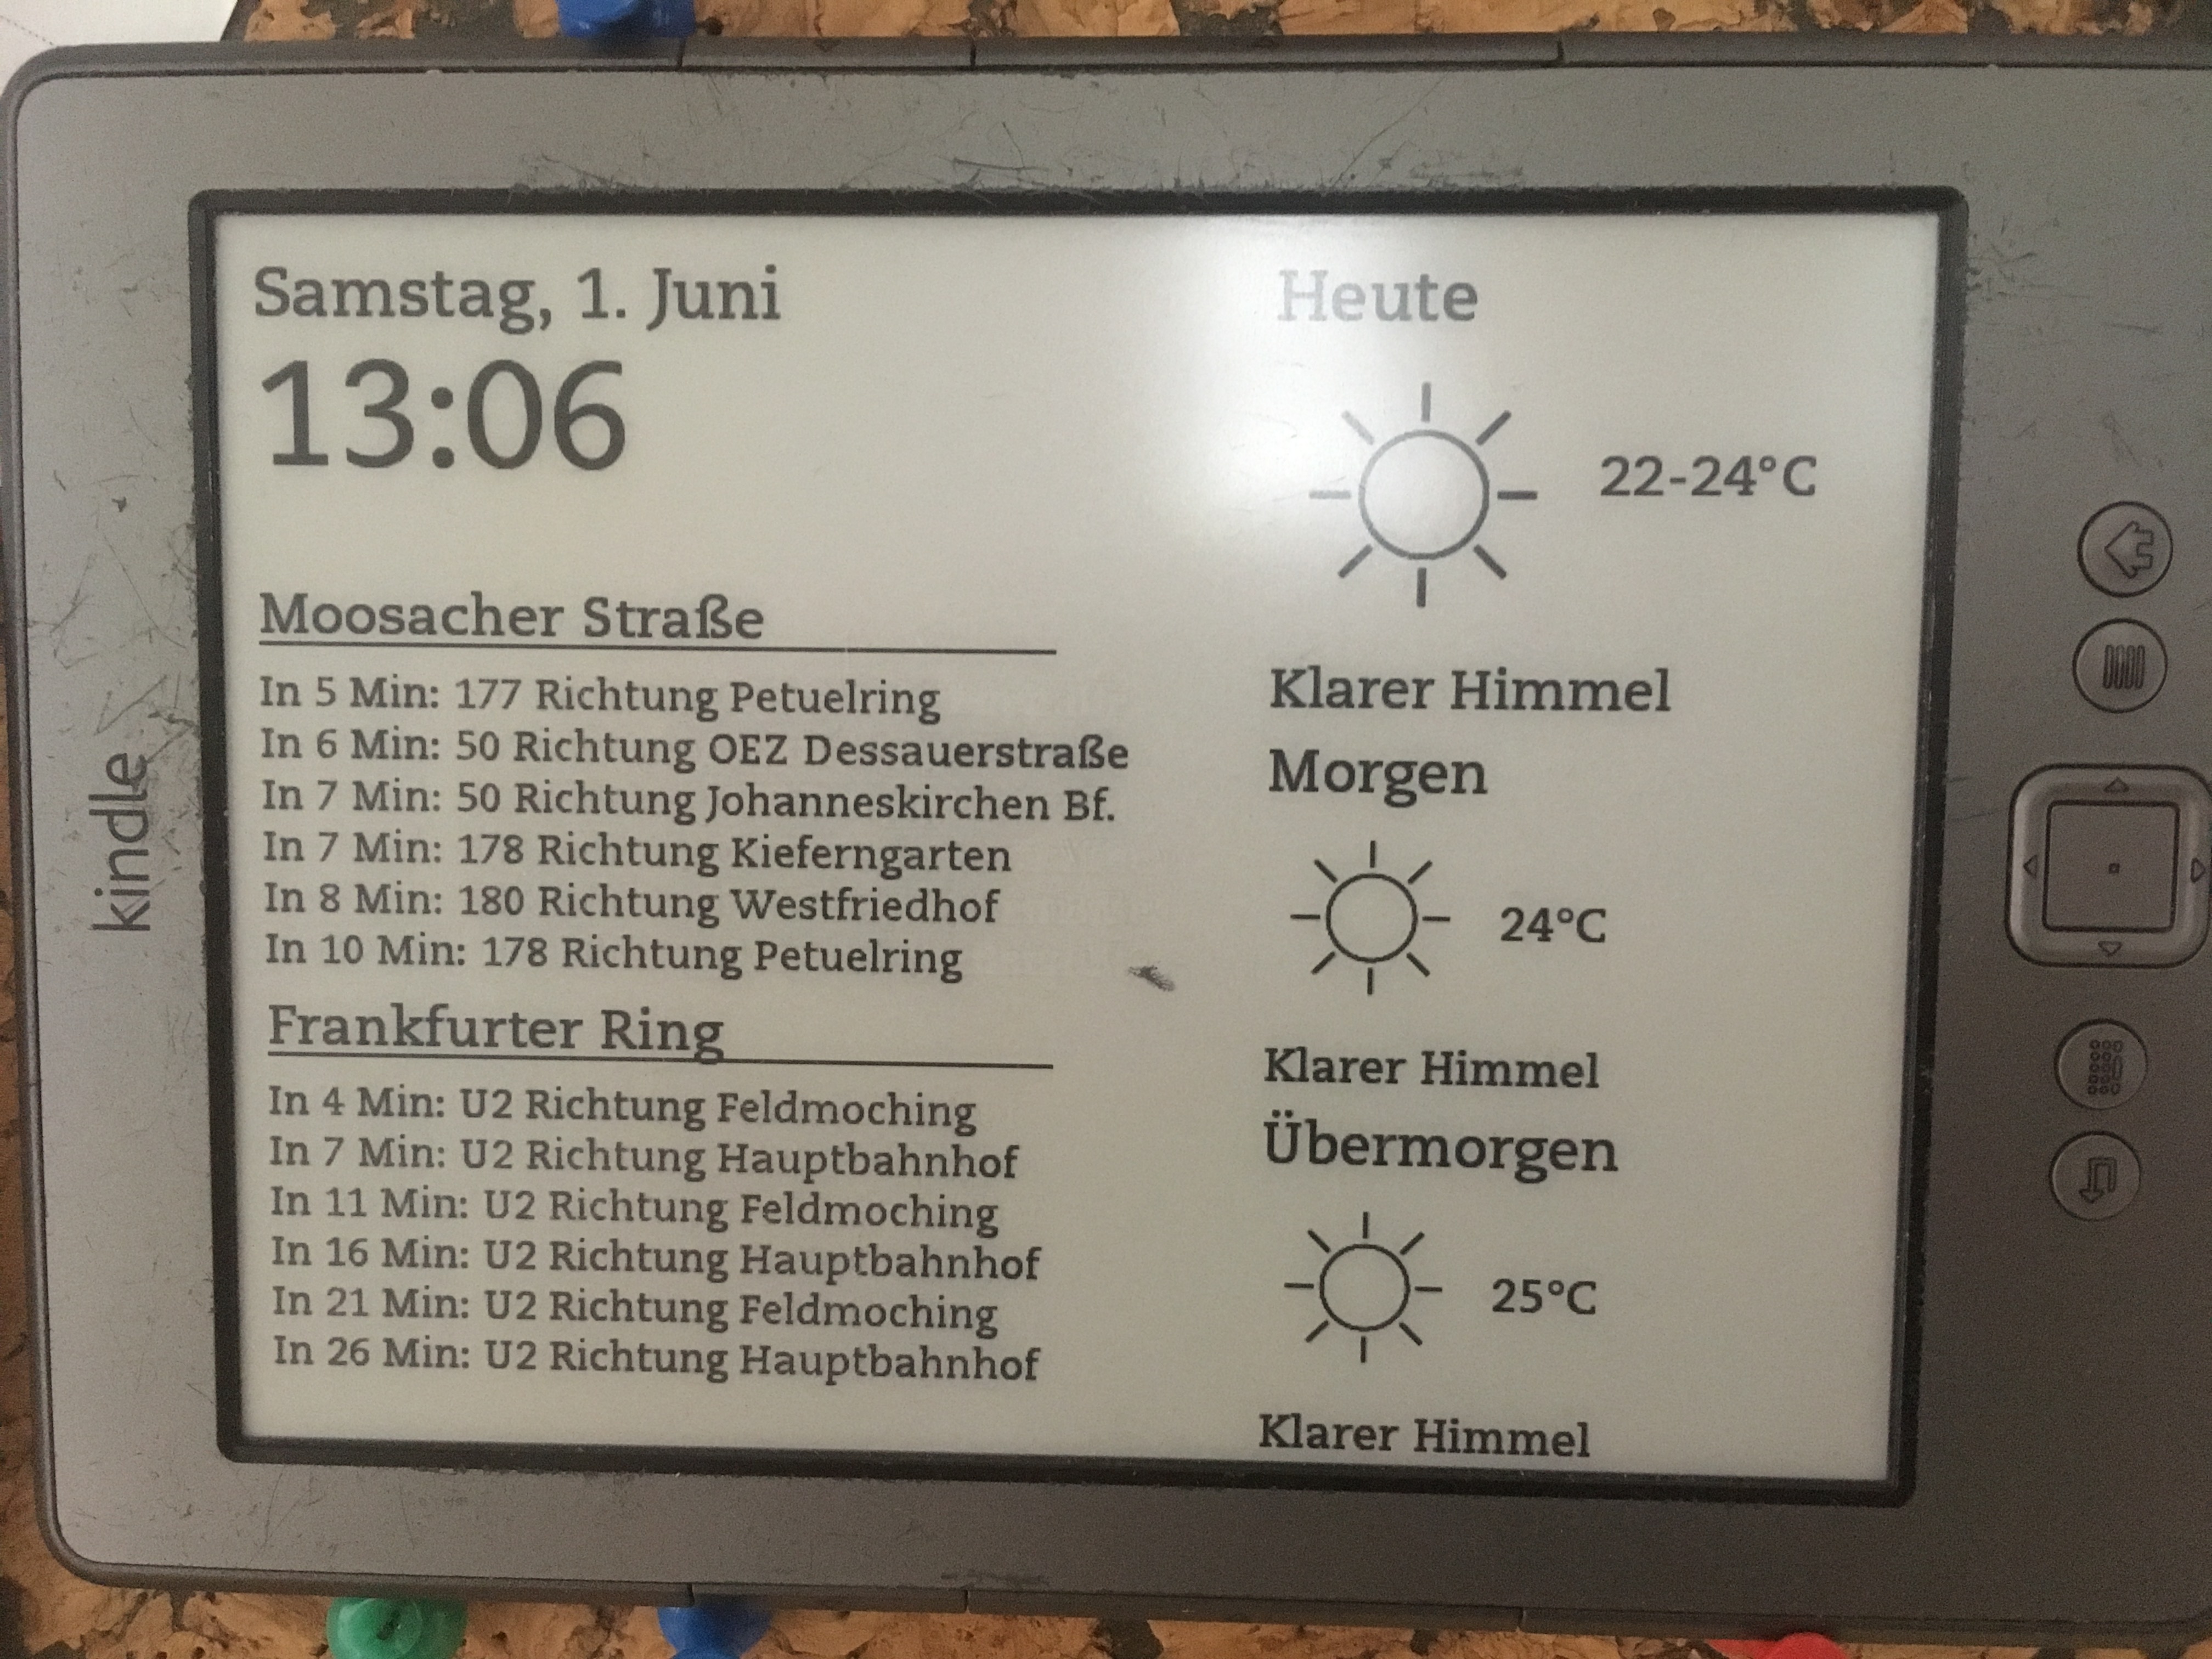 kindle
Samstag, 1. Juni
13:06
Moosacher Straße
In 5 Min: 177 Richtung Petuelring
In 6 Min: 50 Richtung OEZ Dessauerstraße
In 7 Min: 50 Richtung Johanneskirchen Bf.
In 7 Min: 178 Richtung Kieferngarten
In 8 Min: 180 Richtung Westfriedhof
In 10 Min: 178 Richtung Petuelring
Frankfurter Ring
In 4 Min: U2 Richtung Feldmoching
In 7 Min: U2 Richtung Hauptbahnhof
In 11 Min: U2 Richtung Feldmoching
In 16 Min: U2 Richtung Hauptbahnhof
In 21 Min: U2 Richtung Feldmoching
In 26 Min: U2 Richtung Hauptbahnhof
Heute
22-24°C
Klarer Himmel
Morgen
24°C
Klarer Himmel
Übermorgen
25°C
Klarer Himmel